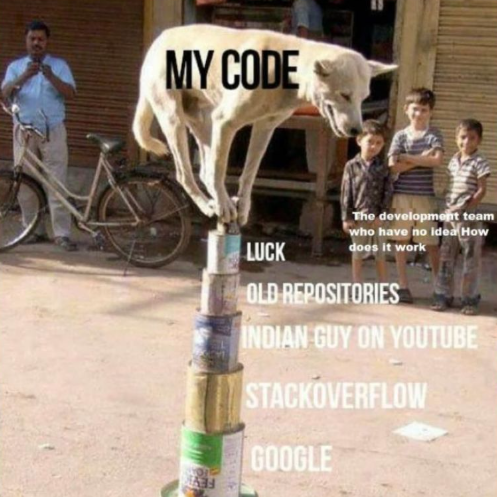 MY CODE
The development team
who have no idea How
does it work
LUCK
OLD REPOSITORIES
INDIAN GUY ON YOUTUBE
STACKOVERFLOW
GOOGLE